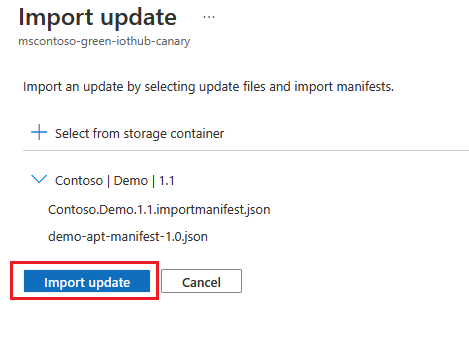 Import update ...
mscontoso-green-iothub-canary
Import an update by selecting update files and import manifests.
Select from storage container
Contoso | Demo | 1.1
Contoso.Demo.1.1.importmanifest.json
demo-apt-manifest-1.0.json
Import update Cancel